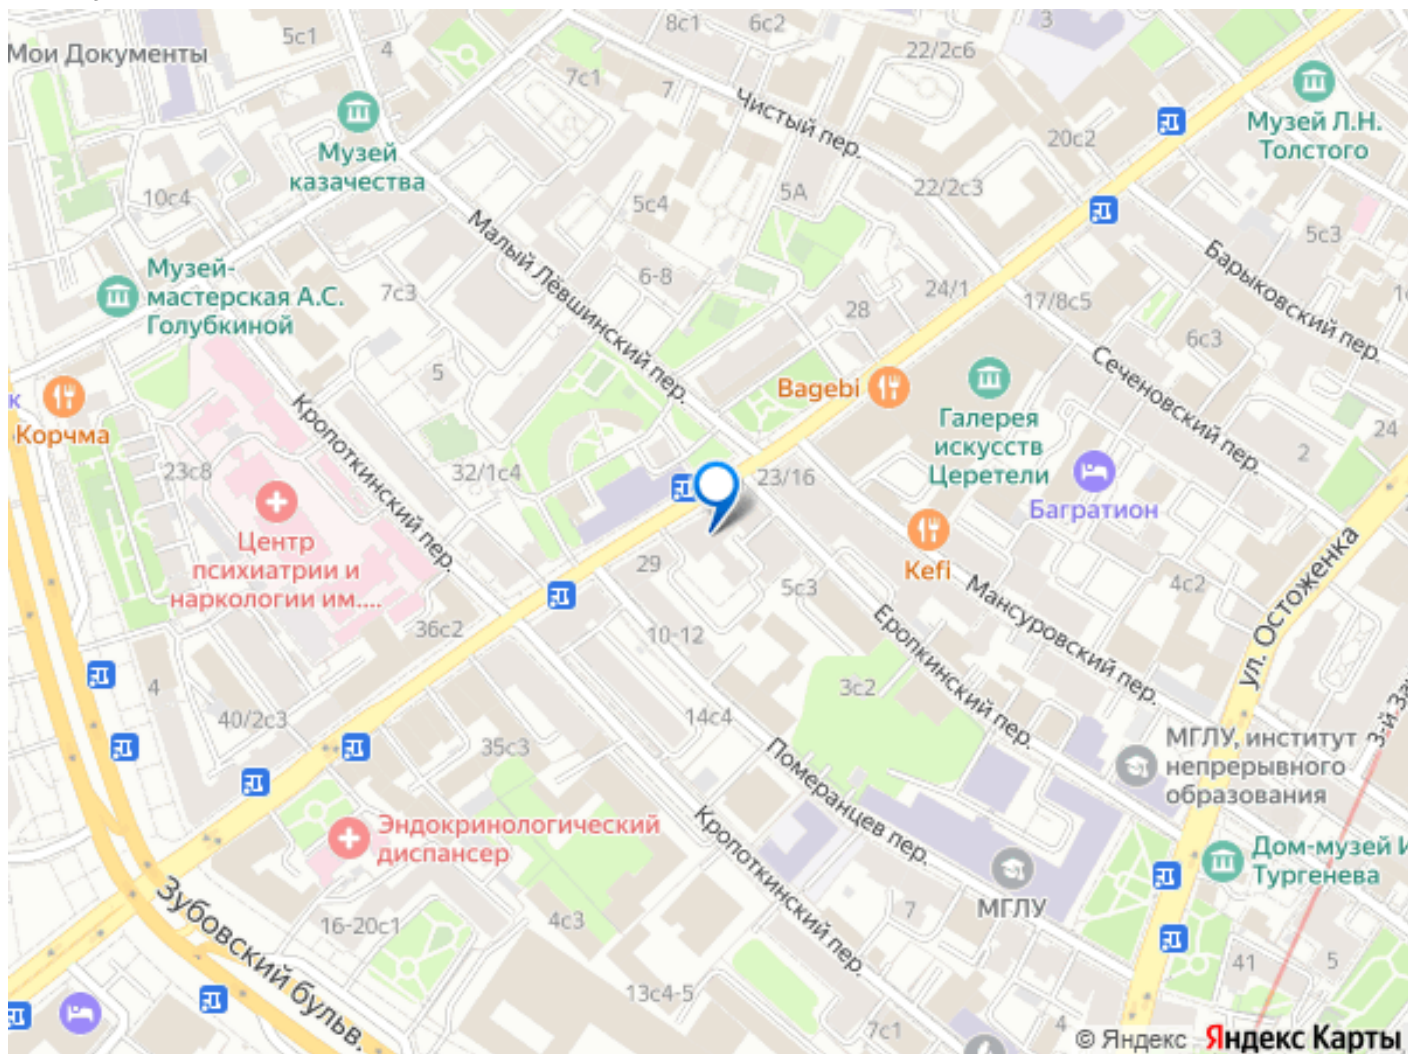 5с1
4
8с1
6с2
3
22/2с6
Мои Документы
7с1
7
Чистый пер.
20с2
Музей Л.Н.
Толстого
Музей
казачества
10с4
5с4
5А
22/2с3
5с3
Малый Лёвшинский пер.
Барыковский пер.
Музей-
мастерская А.С.
Голубкиной
7с3
6-8
28
24/1
17/8с5
6с3
Сеченовский пер.
5
Bagebi
Галерея
искусств
Церетели
Корчма
Кропоткинский пер.
23с8
32/1с4
23/16
2
24
Багратион
Центр
психиатрии и
наркологии им....
Kefi
29
5с3
4с2
ул. Остоженка
Мансуровский пер.
Еропкинский пер.
36с2
10-12
3с2
4
40/2с3
14с4
35с3
Померанцев пер.
МГЛУ, институт
непрерывного
образования
Эндокринологический
диспансер
Кропоткинский пер.
МГЛУ
Дом-музей И
Тургенева
Зубовский бульв.
16-20с1
4с3
7
41
5
13с4-5
7с1
4
© Яндекс Яндекс Карты